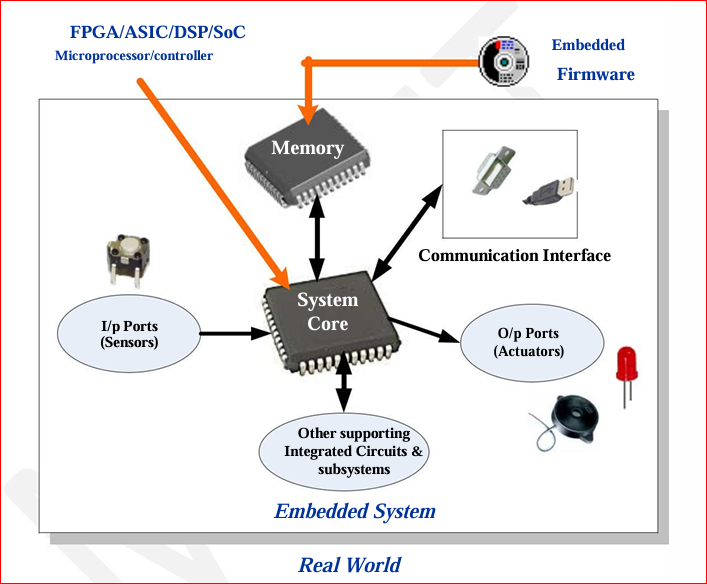 FPGA/ASIC/DSP/SoC
Microprocessor/controller
Embedded
Firmware
Memory
Communication Interface
System
Core
I/p Ports
(Sensors)
O/p Ports
(Actuators)
Other supporting
Integrated Circuits &
subsystems
Embedded System
Real World